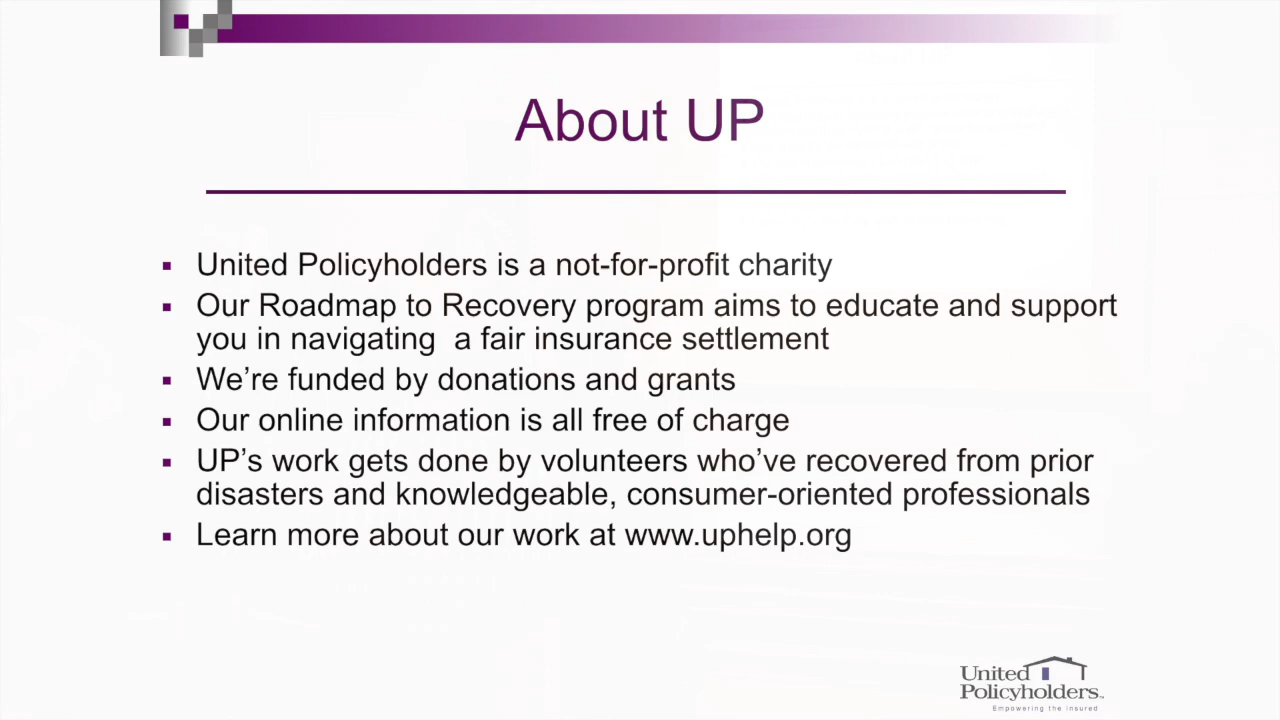 About UP
▪ United Policyholders is a not-for-profit charity
▪ Our Roadmap to Recovery program aims to educate and support
you in navigating  a fair insurance settlement
▪ We’re funded by donations and grants
▪ Our online information is all free of charge
▪ UP’s work gets done by volunteers who’ve recovered from prior
disasters and knowledgeable, consumer-oriented professionals
▪ Learn more about our work at www.uphelp.org
United
Policyholders™
Empowering the Insured